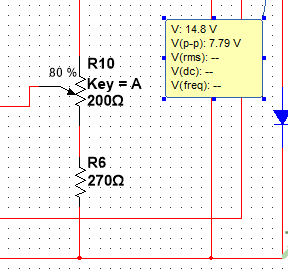 V: 14.8 V
V(p-p): 7.79 V
V(rms): --
V(dc): --
V(freq): --
R10
80 %
Key = A
200Ω
R6
270Ω